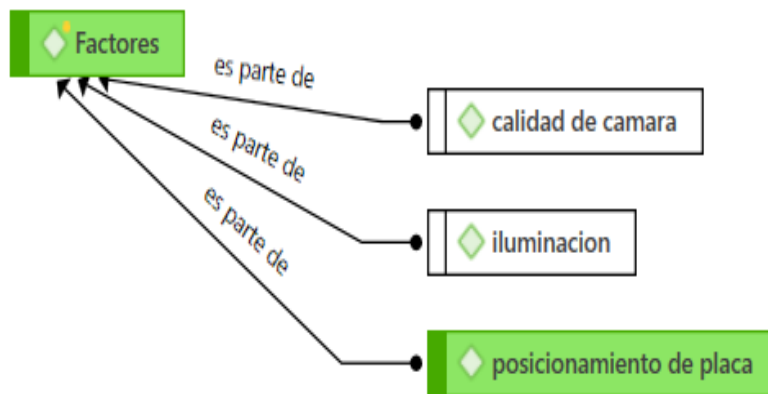 Factores
es parte de
calidad de camara
es parte de
iluminacion
es parte de
posicionamiento de placa